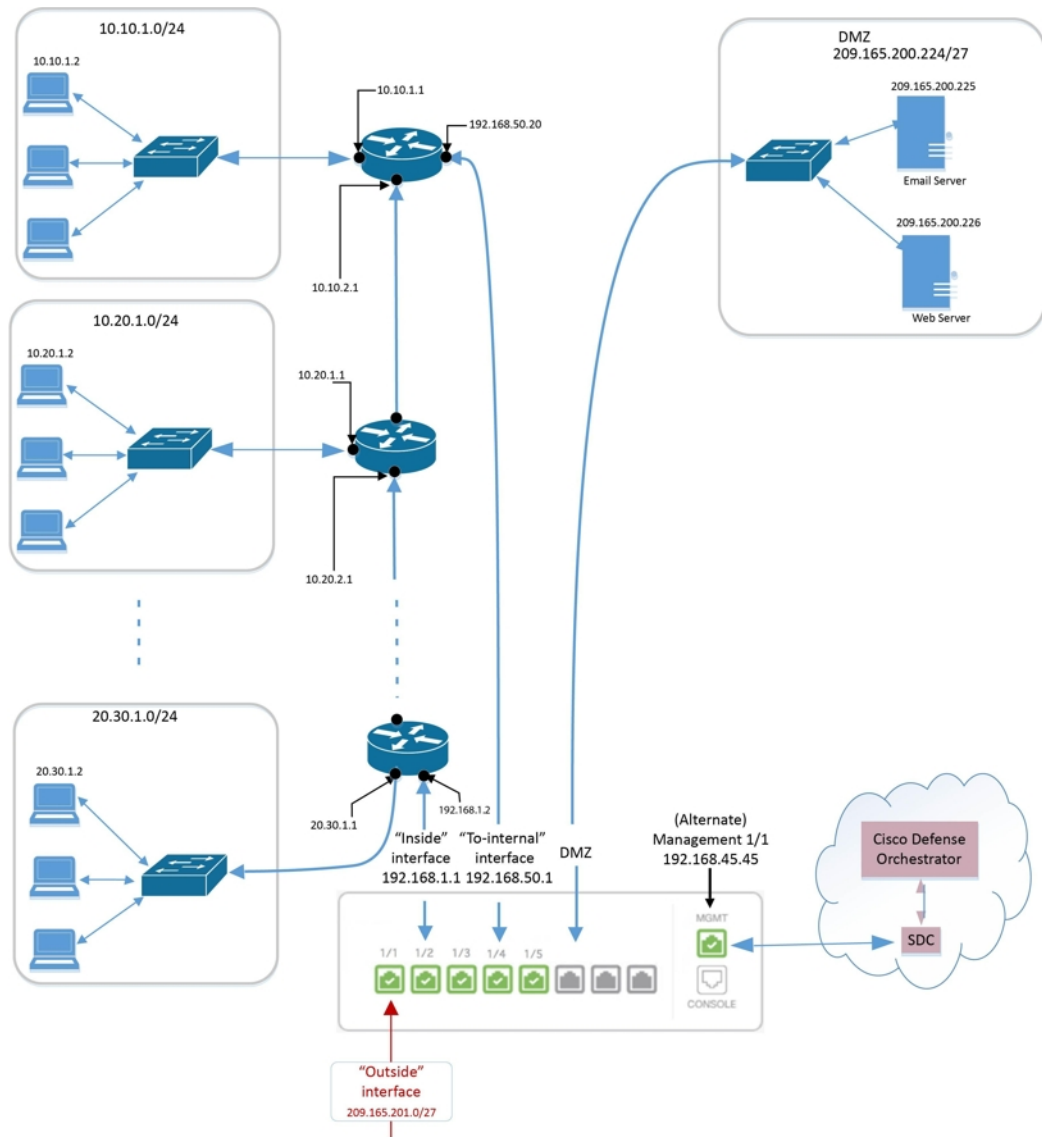 10.10.1.0/24
10.10.1.2
10.10.1.1
192.168.50.20
10.10.2.1
DMZ
209.165.200.224/27
209.165.200.225
Email Server
209.165.200.226
Web Server
10.20.1.0/24
10.20.1.2
10.20.1.1
10.20.2.1
20.30.1.0/24
20.30.1.2
20.30.1.1
192.168.1.2
“Inside”
interface
192.168.1.1
“To-internal”
interface
192.168.50.1
DMZ
(Alternate)
Management 1/1
192.168.45.45
Cisco Defense
Orchestrator
SDC
1/1
1/2
1/3
1/4
1/5
MGMT
CONSOLE
“Outside”
interface
209.165.201.0/27